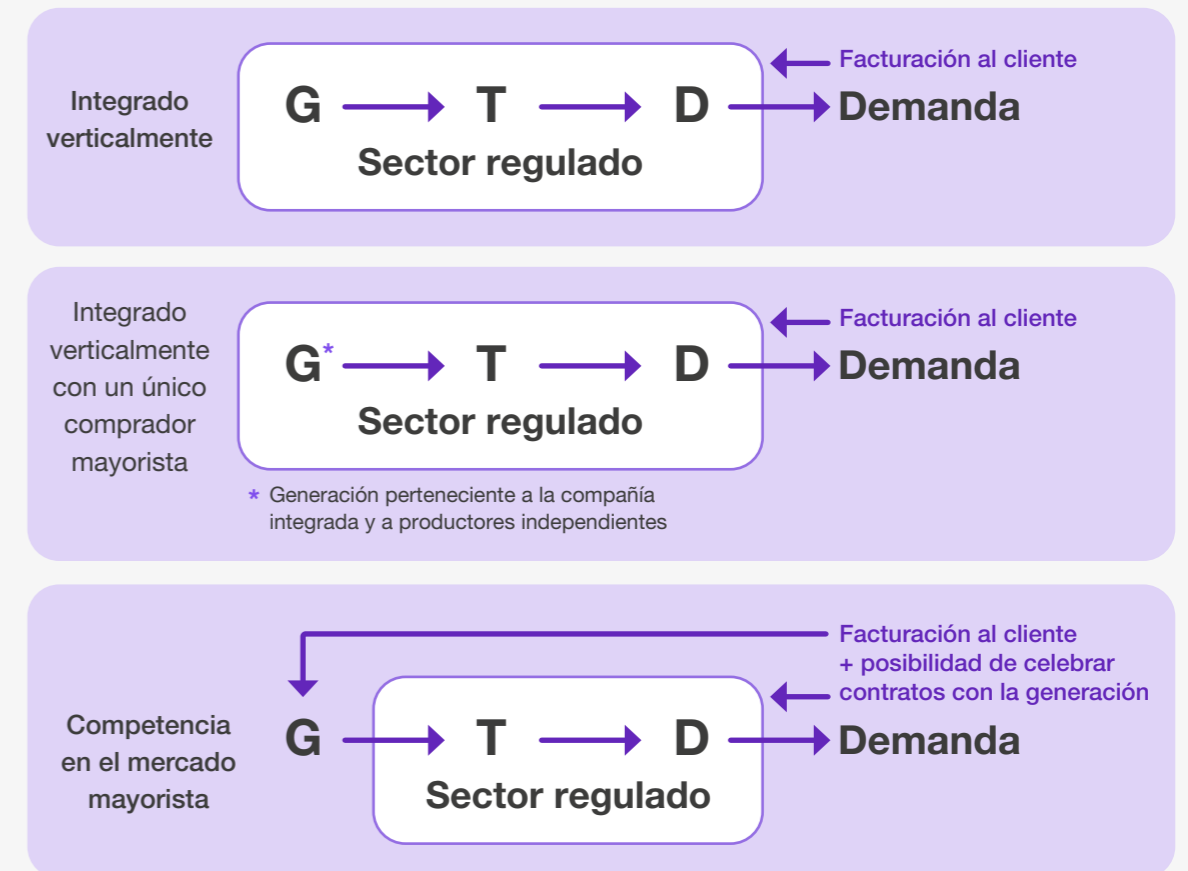 Integrado
verticalmente
G T D
Sector regulado
Facturación al cliente
Demanda
Integrado
verticalmente
con un único
comprador
mayorista
G* T D
Sector regulado
Facturación al cliente
Demanda
* Generación perteneciente a la compañía
integrada y a productores independientes
Competencia
en el mercado
mayorista
G T D
Sector regulado
Facturación al cliente
+ posibilidad de celebrar
contratos con la generación
Demanda